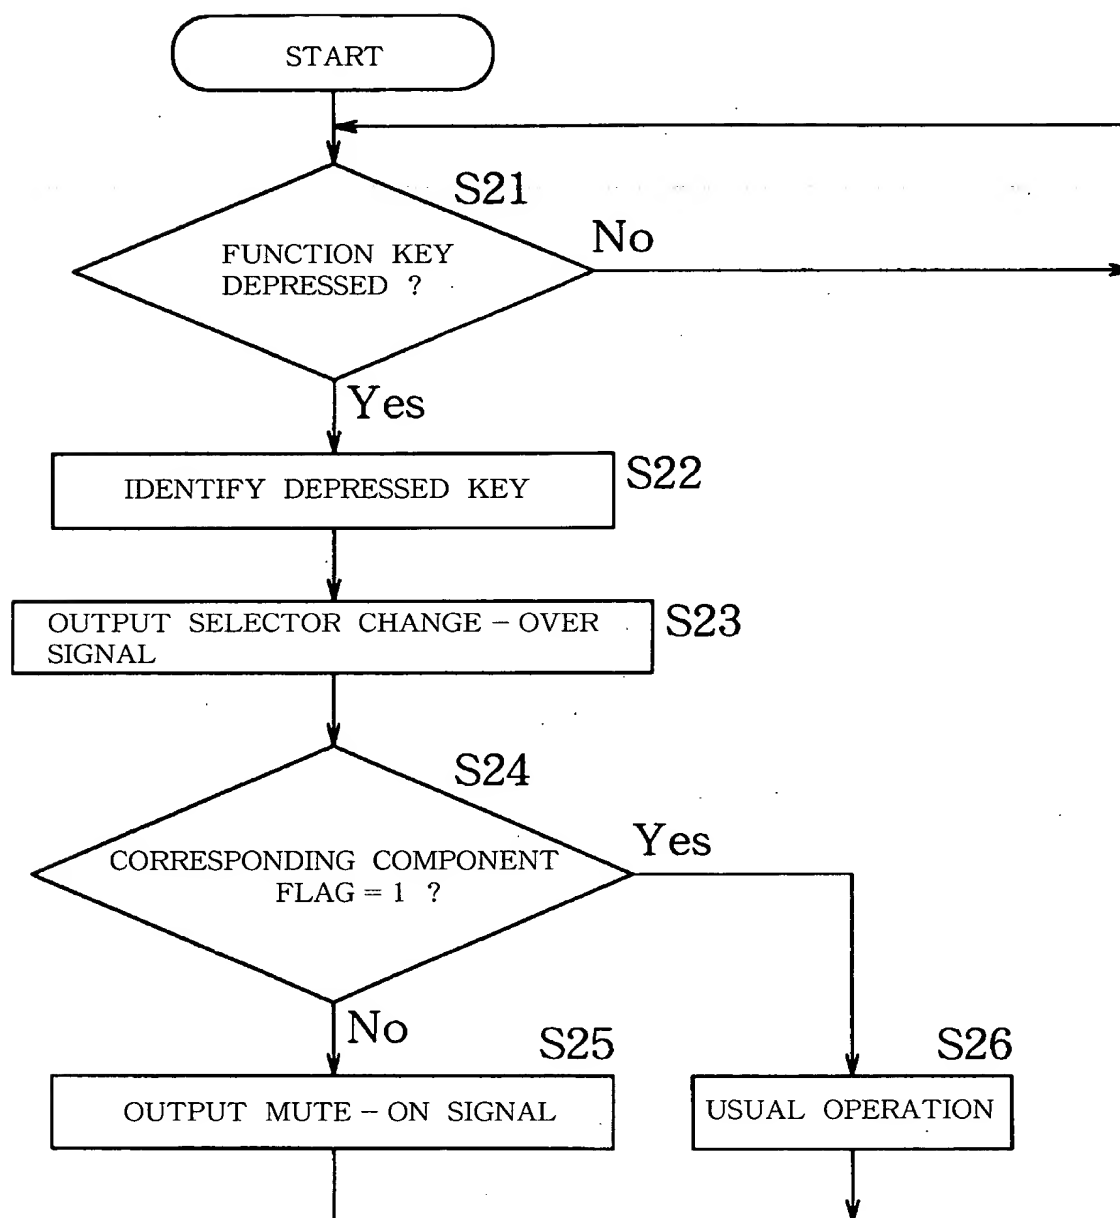 START
S21
FUNCTION KEY
DEPRESSED ?
No
Yes
IDENTIFY DEPRESSED KEY
S22
OUTPUT SELECTOR CHANGE – OVER
SIGNAL
S23
S24
CORRESPONDING COMPONENT
FLAG = 1 ?
Yes
No
S25
OUTPUT MUTE – ON SIGNAL
S26
USUAL OPERATION